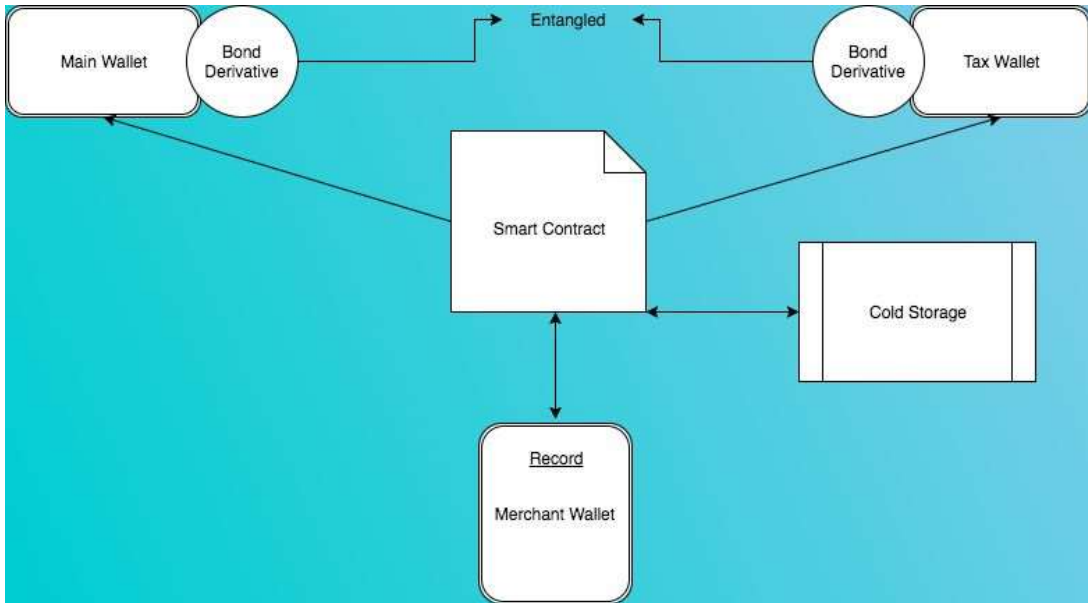 Entangled
Main Wallet
Bond
Derivative
Bond
Derivative
Tax Wallet
Smart Contract
Cold Storage
Record
Merchant Wallet